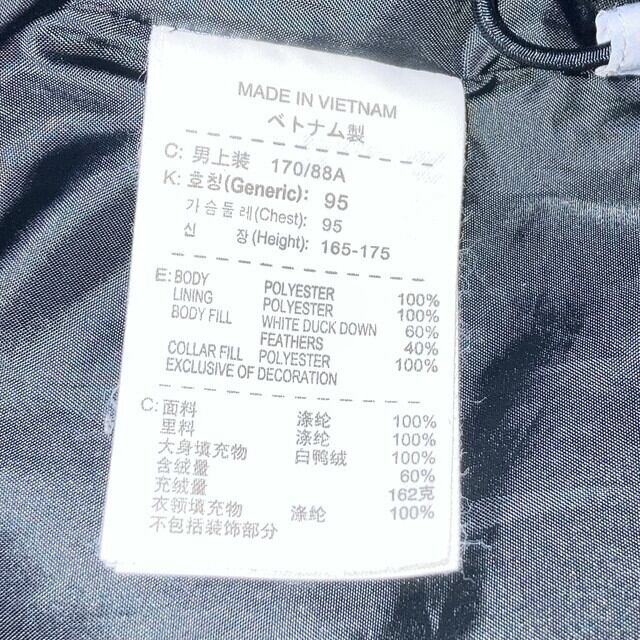 MADE IN VIETNAM
ベトナム製
C: 男上装 170/88A
K: 호칭(Generic): 95
가슴둘레(Chest): 95
신 장(Height): 165-175
E: BODY POLYESTER 100%
LINING POLYESTER 100%
BODY FILL WHITE DUCK DOWN 60%
FEATHERS 40%
COLLAR FILL POLYESTER 100%
EXCLUSIVE OF DECORATION
C: 面料 涤纶 100%
里料 涤纶 100%
大身填充物 白鸭绒 100%
含绒量 60%
充绒量 162克
衣领填充物 涤纶 100%
不包括装饰部分